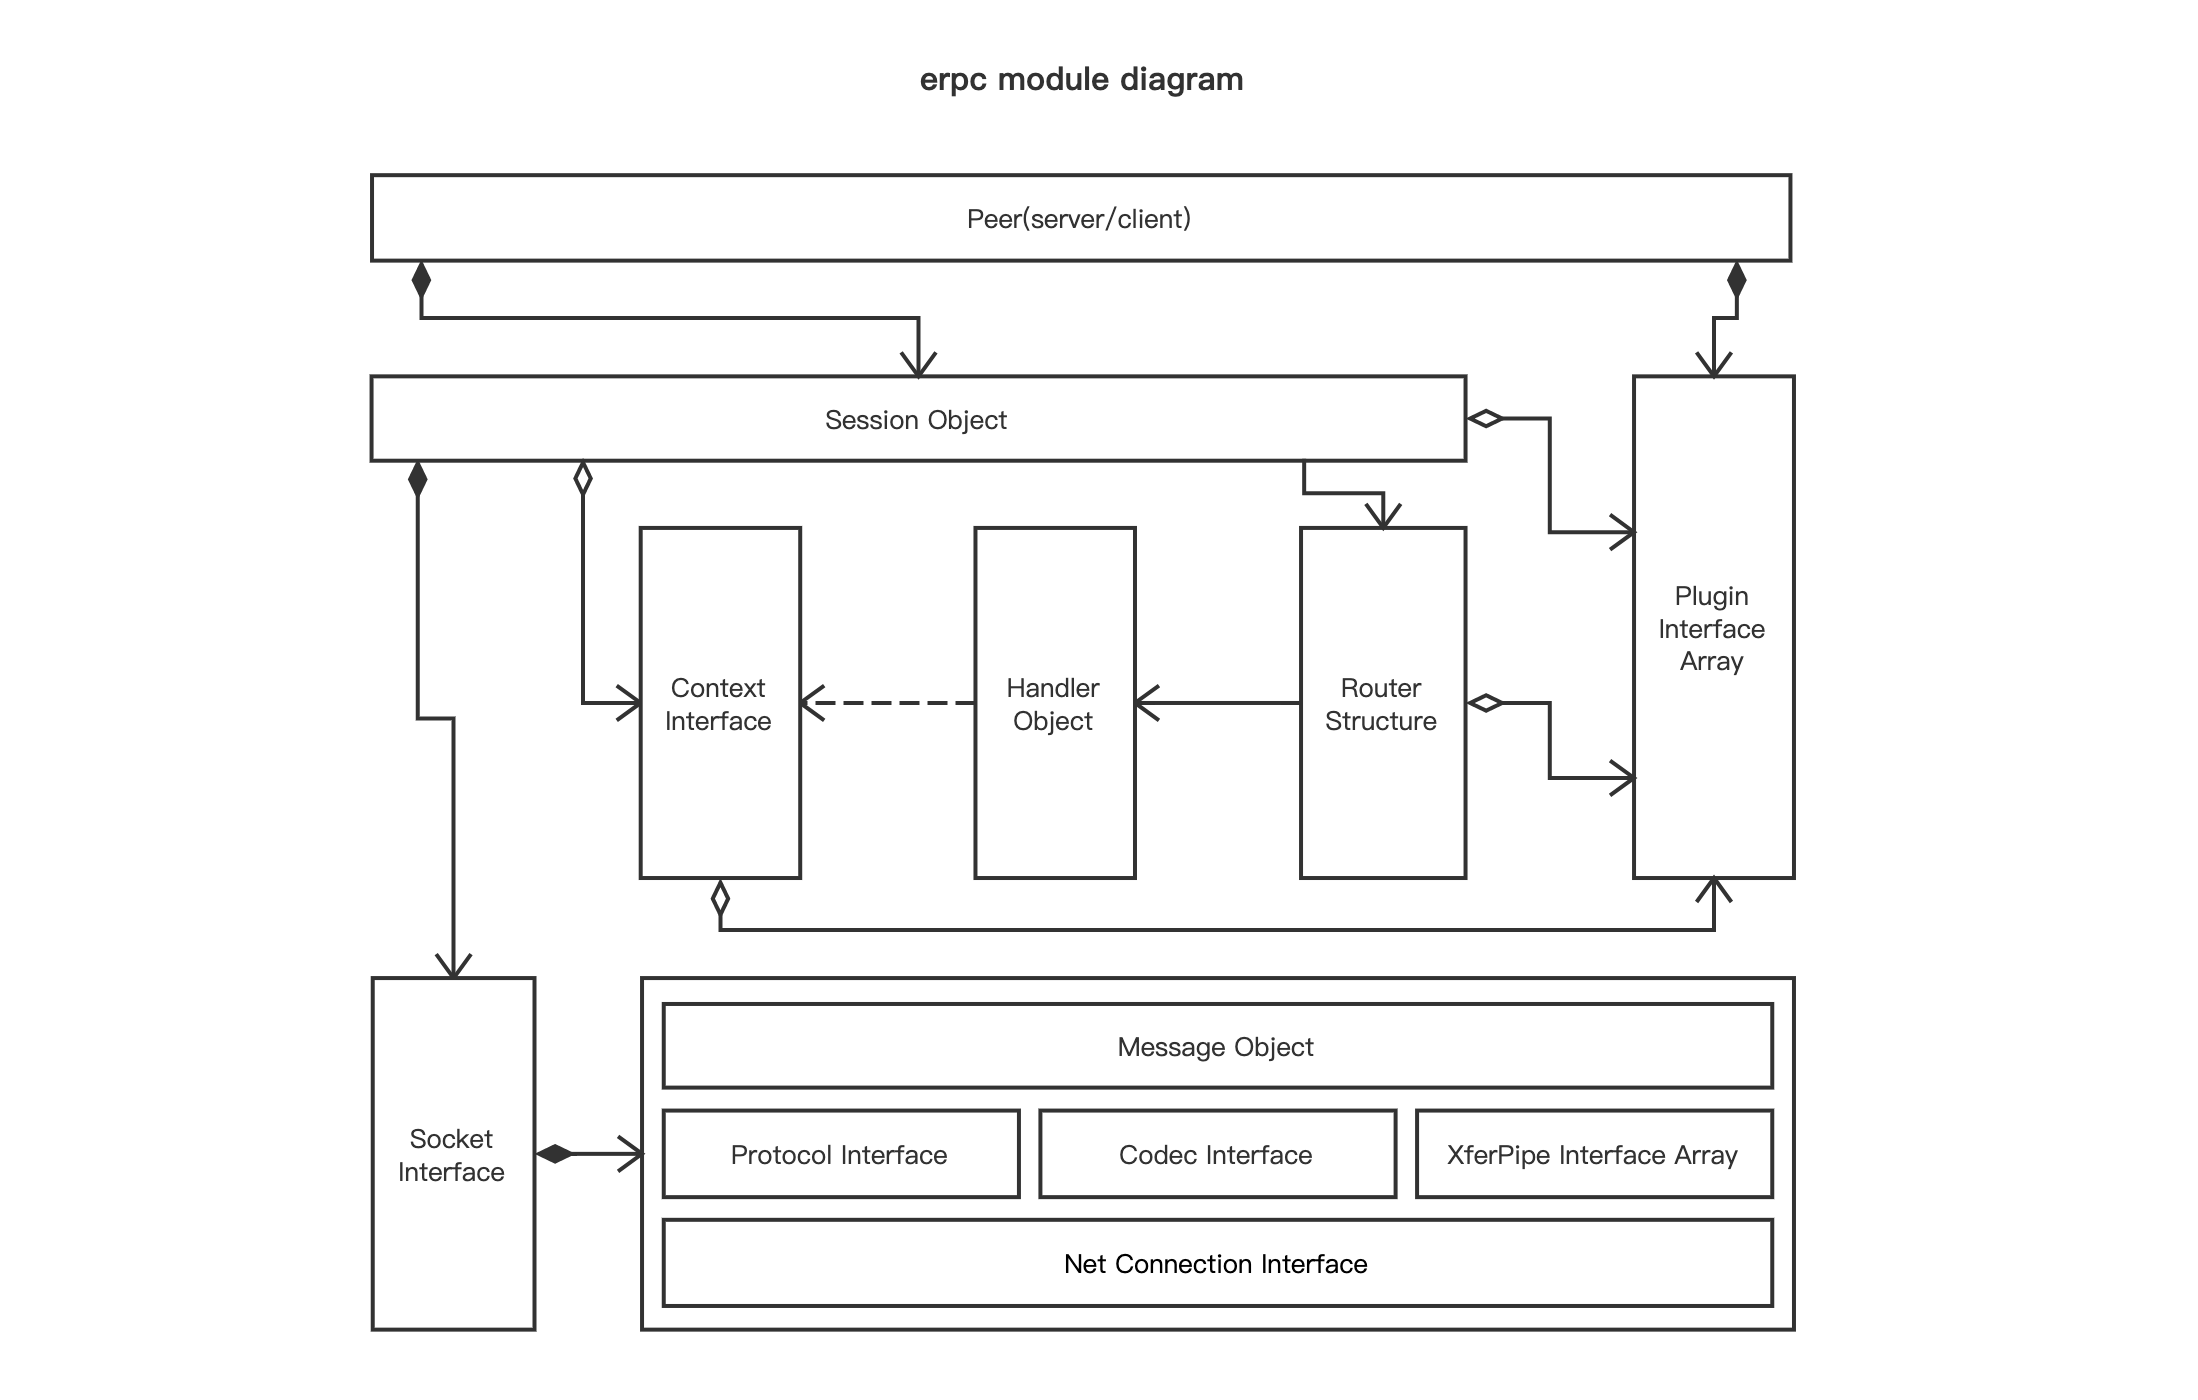 erpc module diagram
Peer(server/client)
Session Object
Context
Interface
Handler
Object
Router
Structure
Plugin
Interface
Array
Socket
Interface
Message Object
Protocol Interface
Codec Interface
XferPipe Interface Array
Net Connection Interface